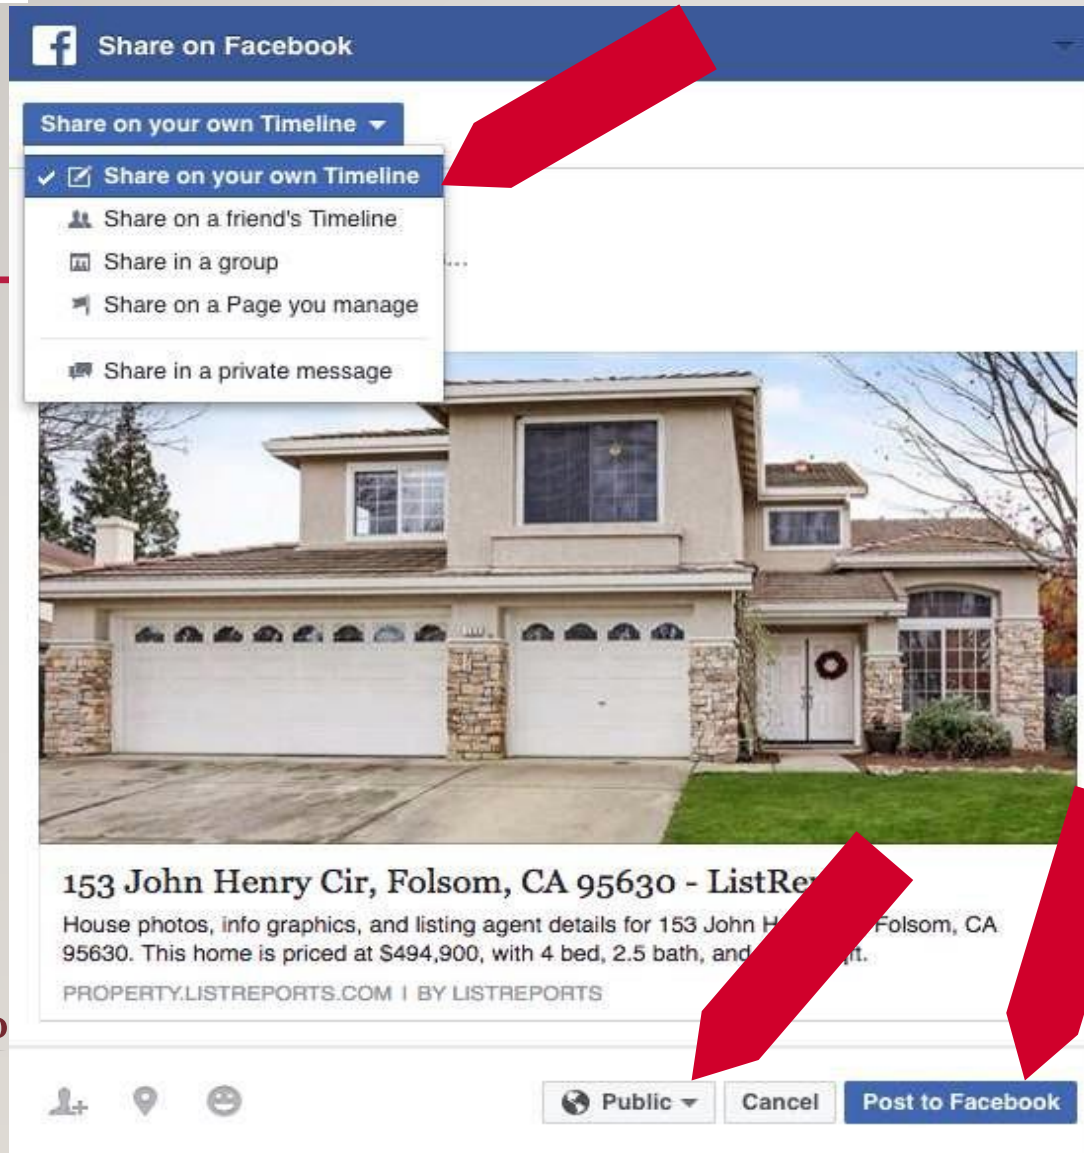 Share on Facebook
Share on your own Timeline
Share on your own Timeline
Share on a friend's Timeline
Share in a group
Share on a Page you manage
Share in a private message
153 John Henry Cir, Folsom, CA 95630 - ListRe
House photos, info graphics, and listing agent details for 153 John H Folsom, CA
95630. This home is priced at $494,900, with 4 bed, 2.5 bath, and
PROPERTY.LISTREPORTS.COM | BY LISTREPORTS
Public
Cancel
Post to Facebook